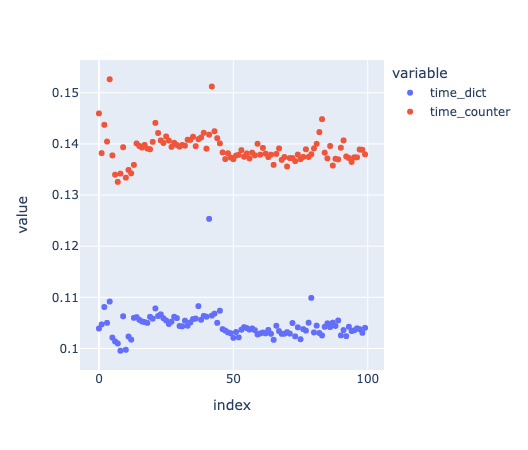 variable
time_dict
time_counter
value
0.15
0.14
0.13
0.12
0.11
0.1
0
50
100
index